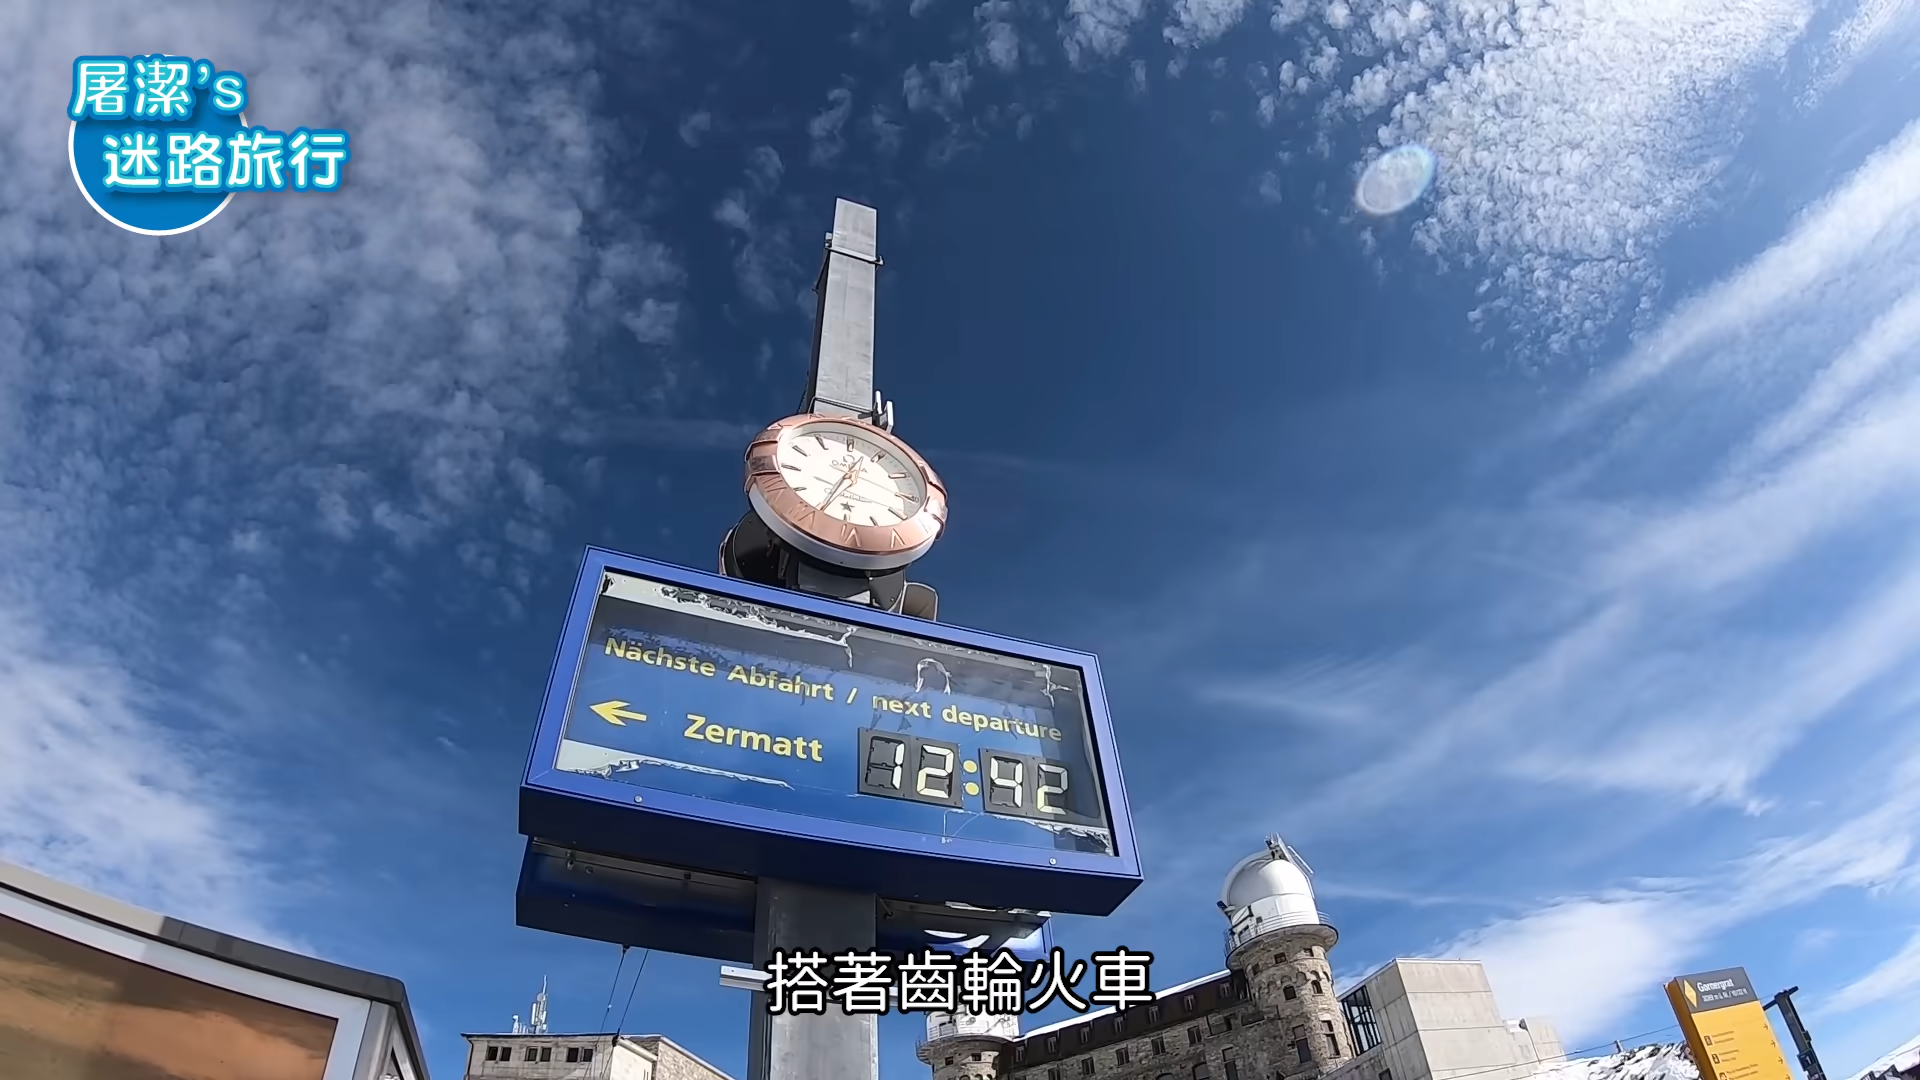 屠潔's
迷路旅行
OMEGA
Nächste Abfahrt / next departure
← Zermatt 12:42
搭著齒輪火車
Gornergrat